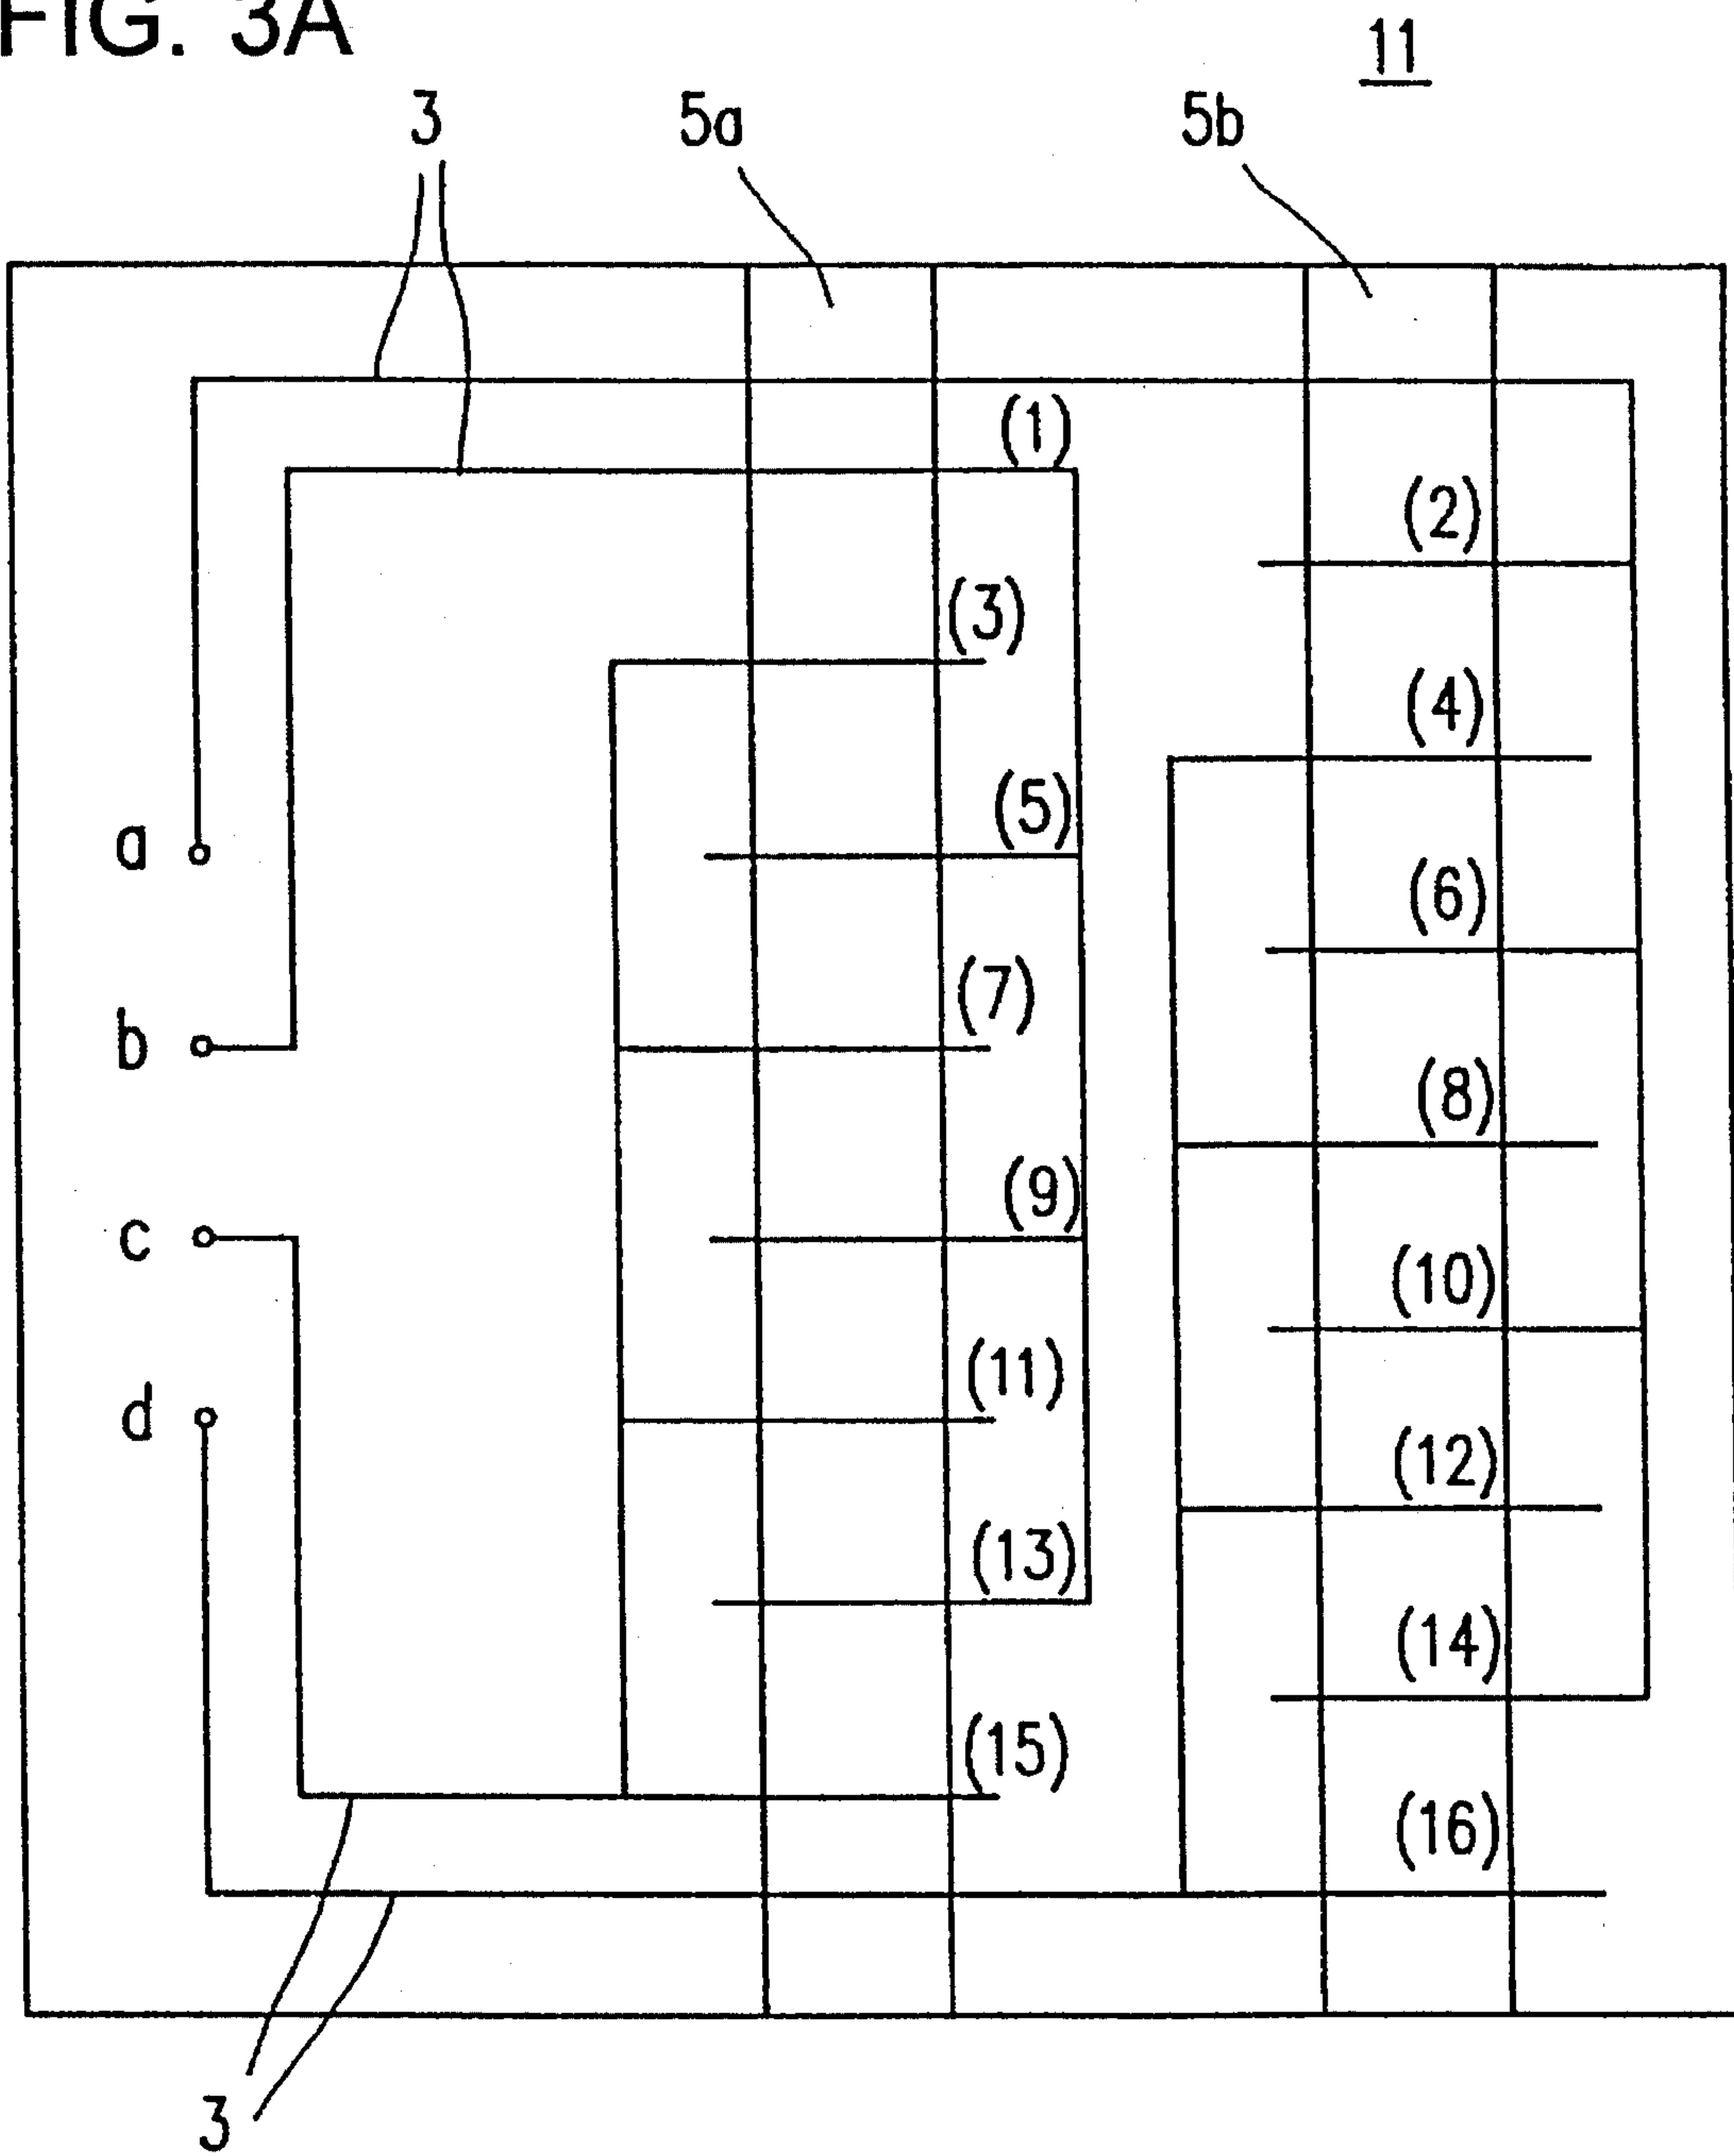 FIG. 3A
11
3
5a
5b
(1)
(2)
(3)
(4)
(5)
a
(6)
(7)
b
(8)
(9)
c
(10)
(11)
d
(12)
(13)
(14)
(15)
(16)
3